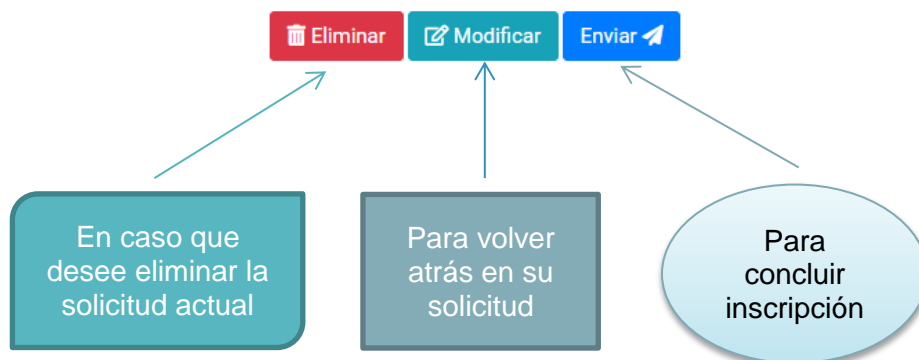 Eliminar
Modificar
Enviar
En caso que
desee eliminar la
solicitud actual
Para volver
atrás en su
solicitud
Para
concluir
inscripción